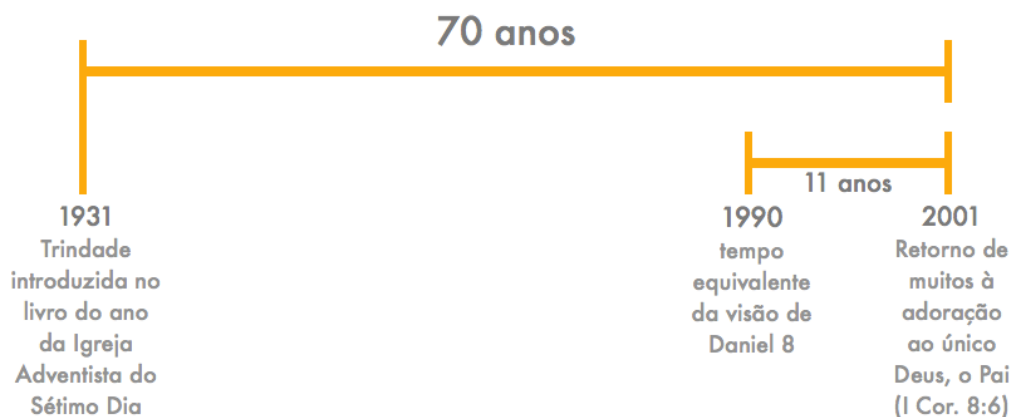 70 anos
11 anos
1931
Trindade
introduzida no
livro do ano
da Igreja
Adventista do
Sétimo Dia
1990
tempo
equivalente
da visão de
Daniel 8
2001
Retorno de
muitos à
adoração
ao único
Deus, o Pai
(I Cor. 8:6)